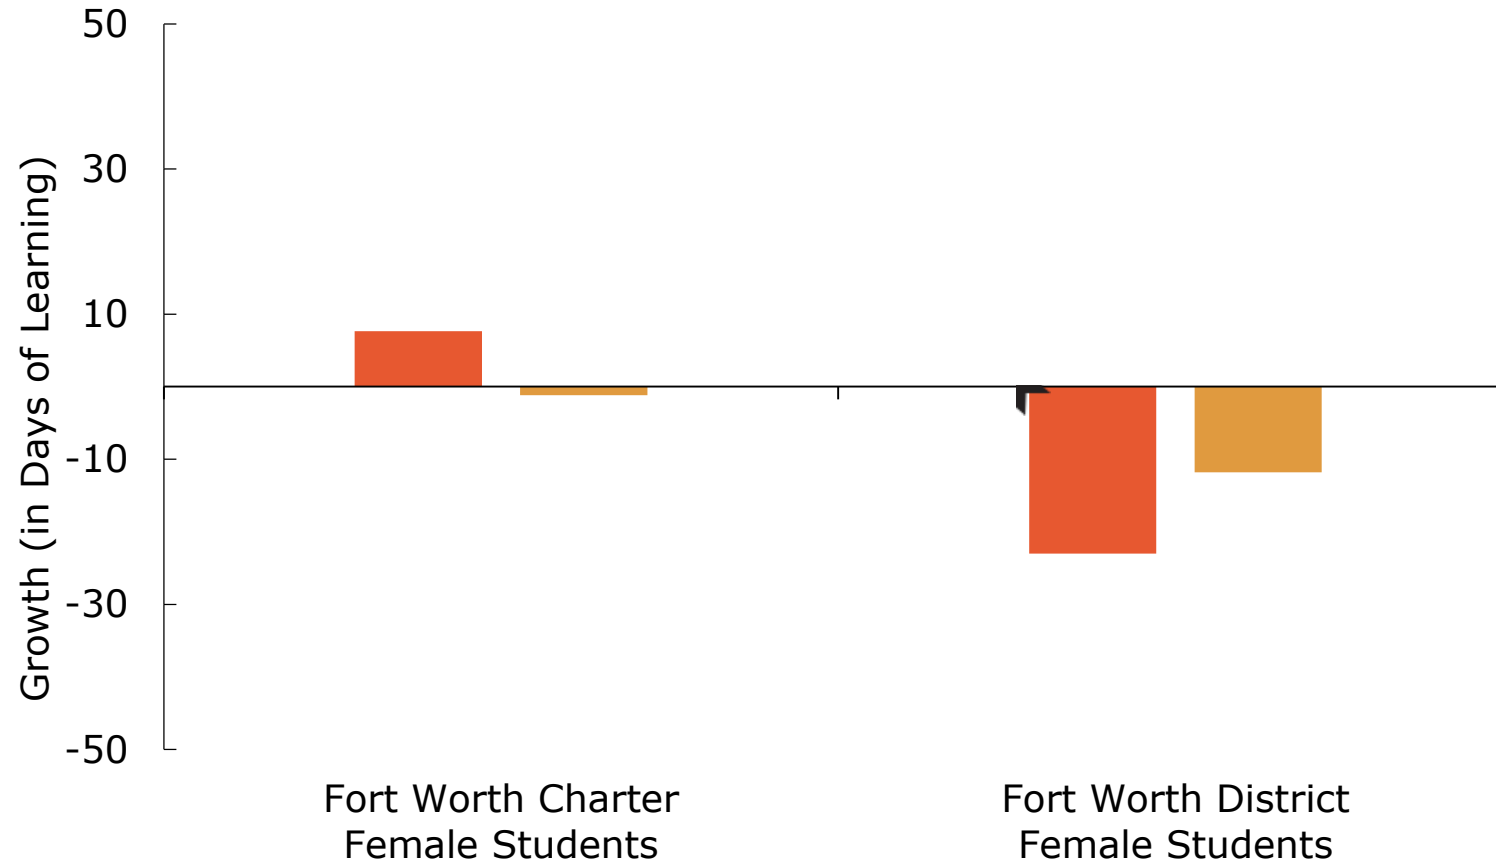 50
30
10
-10
-30
-50
Growth (in Days of Learning)
Fort Worth Charter
Female Students
Fort Worth District
Female Students